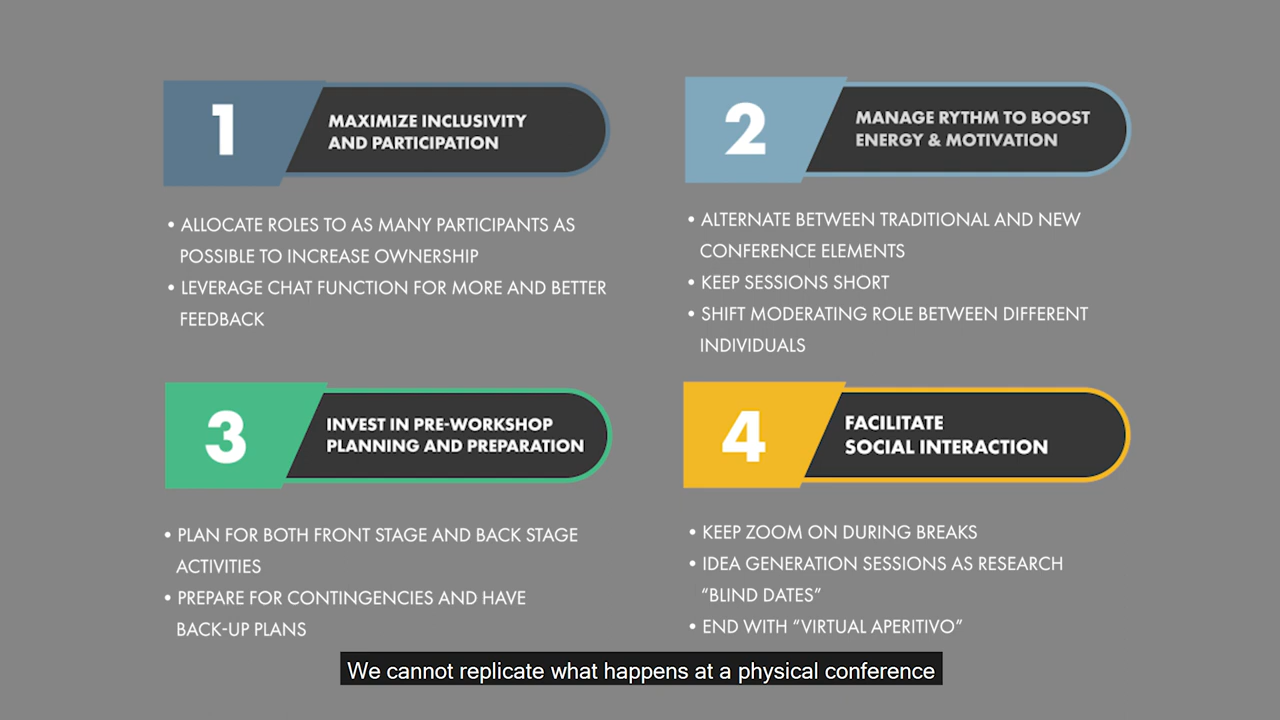 1
MAXIMIZE INCLUSIVITY
AND PARTICIPATION
• ALLOCATE ROLES TO AS MANY PARTICIPANTS AS
POSSIBLE TO INCREASE OWNERSHIP
• LEVERAGE CHAT FUNCTION FOR MORE AND BETTER
FEEDBACK
2
MANAGE RYTHM TO BOOST
ENERGY & MOTIVATION
• ALTERNATE BETWEEN TRADITIONAL AND NEW
CONFERENCE ELEMENTS
• KEEP SESSIONS SHORT
• SHIFT MODERATING ROLE BETWEEN DIFFERENT
INDIVIDUALS
3
INVEST IN PRE-WORKSHOP
PLANNING AND PREPARATION
• PLAN FOR BOTH FRONT STAGE AND BACK STAGE
ACTIVITIES
• PREPARE FOR CONTINGENCIES AND HAVE
BACK-UP PLANS
4
FACILITATE
SOCIAL INTERACTION
• KEEP ZOOM ON DURING BREAKS
• IDEA GENERATION SESSIONS AS RESEARCH
“BLIND DATES”
• END WITH “VIRTUAL APERITIVO”
We cannot replicate what happens at a physical conference